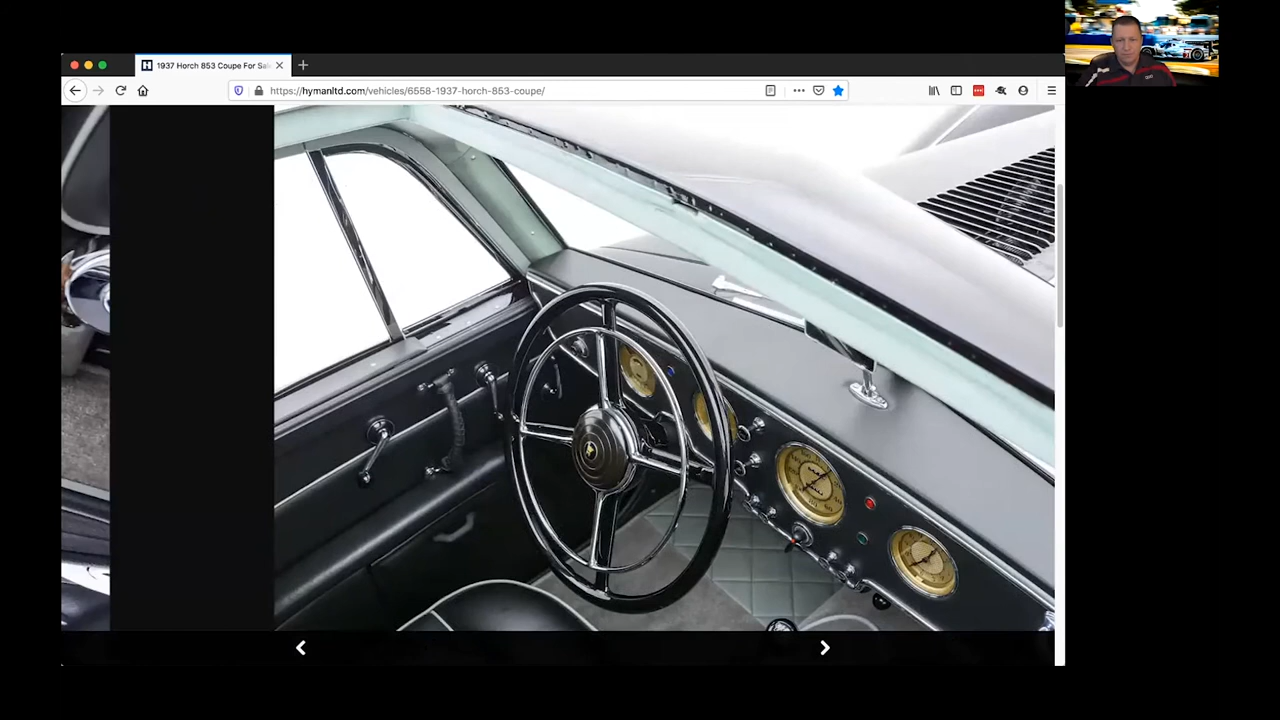 1937 Horch 853 Coupe For Sal
https://hymanltd.com/vehicles/6558-1937-horch-853-coupe/